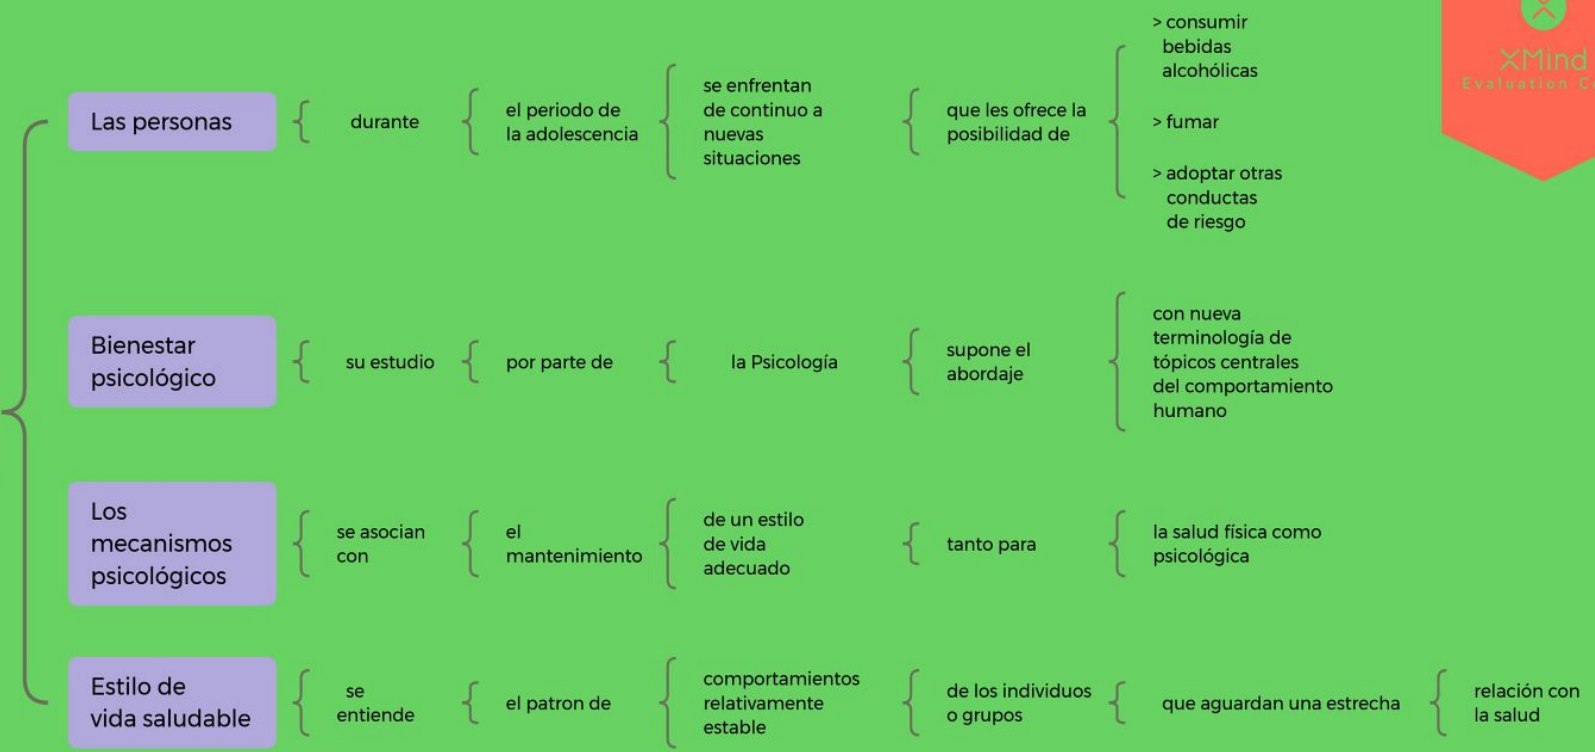 Las personas
durante
el periodo de
la adolescencia
se enfrentan
de continuo a
nuevas
situaciones
que les ofrece la
posibilidad de
> consumir
bebidas
alcohólicas
> fumar
> adoptar otras
conductas
de riesgo
XMind
Evaluation
Bienestar
psicológico
su estudio
por parte de
la Psicología
supone el
abordaje
con nueva
terminología de
tópicos centrales
del comportamiento
humano
Los
mecanismos
psicológicos
se asocian
con
el
mantenimiento
de un estilo
de vida
adecuado
tanto para
la salud física como
psicológica
Estilo de
vida saludable
se
entiende
el patron de
comportamientos
relativamente
estable
de los individuos
o grupos
que aguardan una estrecha
relación con
la salud